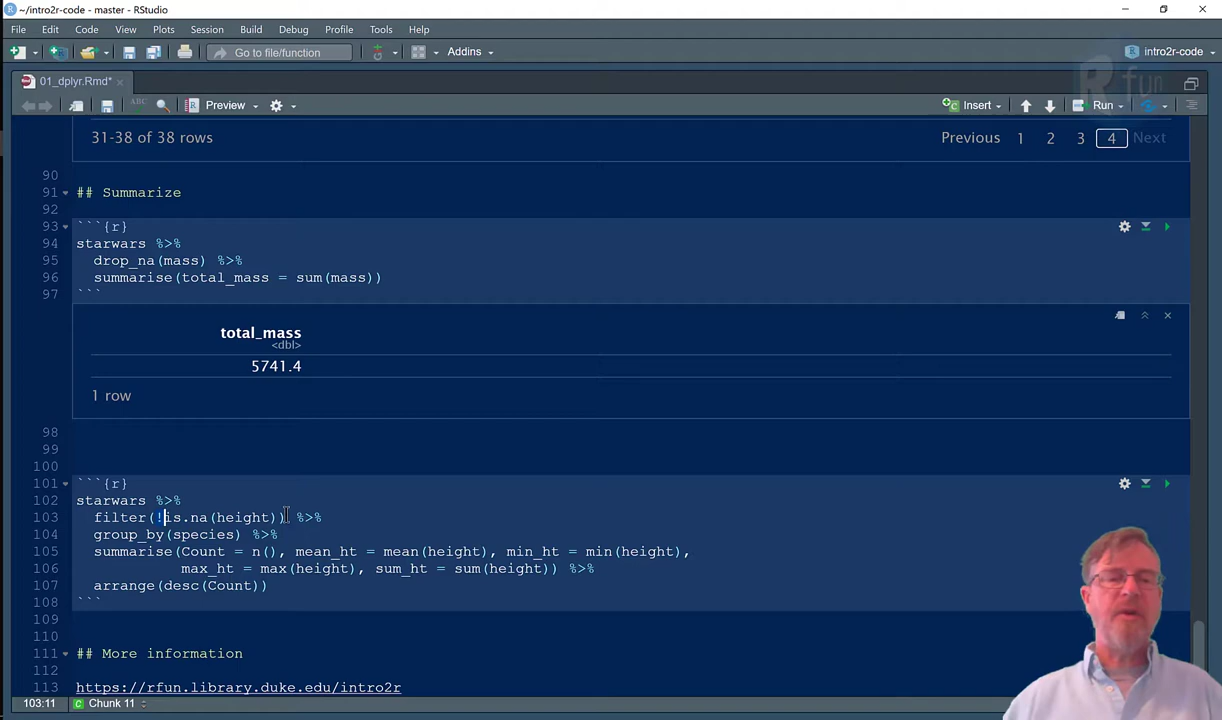 ~/intro2r-code - master - RStudio
File Edit Code View Plots Session Build Debug Profile Tools Help
Go to file/function Addins intro2r-code
01_dplyr.Rmd* R fun
ABC Preview Insert Run
31-38 of 38 rows Previous 1 2 3 4 Next
90
91 ## Summarize
92
93 ```{r}
94 starwars %>%
95 drop_na(mass) %>%
96 summarise(total_mass = sum(mass))
97 ```
total_mass
<dbl>
5741.4
1 row
98
99
100
101 ```{r}
102 starwars %>%
103 filter(!is.na(height)) %>%
104 group_by(species) %>%
105 summarise(Count = n(), mean_ht = mean(height), min_ht = min(height),
106 max_ht = max(height), sum_ht = sum(height)) %>%
107 arrange(desc(Count))
108 ```
109
110
111 ## More information
112
113 https://rfun.library.duke.edu/intro2r
103:11 Chunk 11